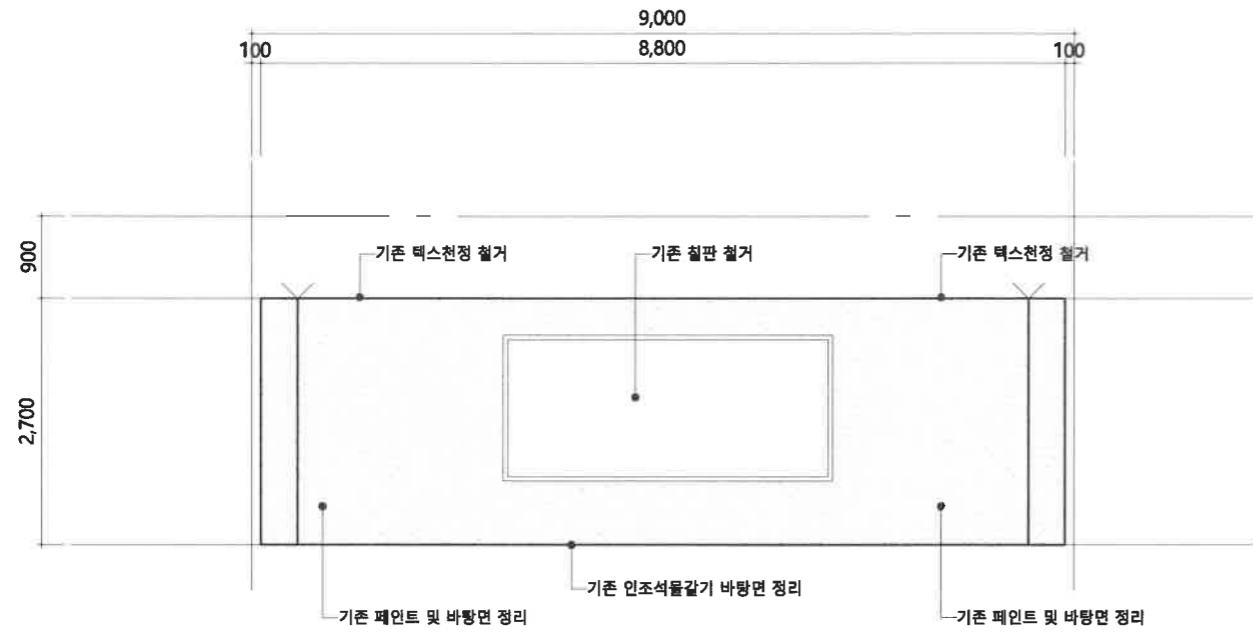 9,000
100 8,800 100
900
기존 텍스천정 철거 기존 칠판 철거 기존 텍스천정 철거
2,700
기존 인조석물갈기 바탕면 정리
기존 페인트 및 바탕면 정리 기존 페인트 및 바탕면 정리